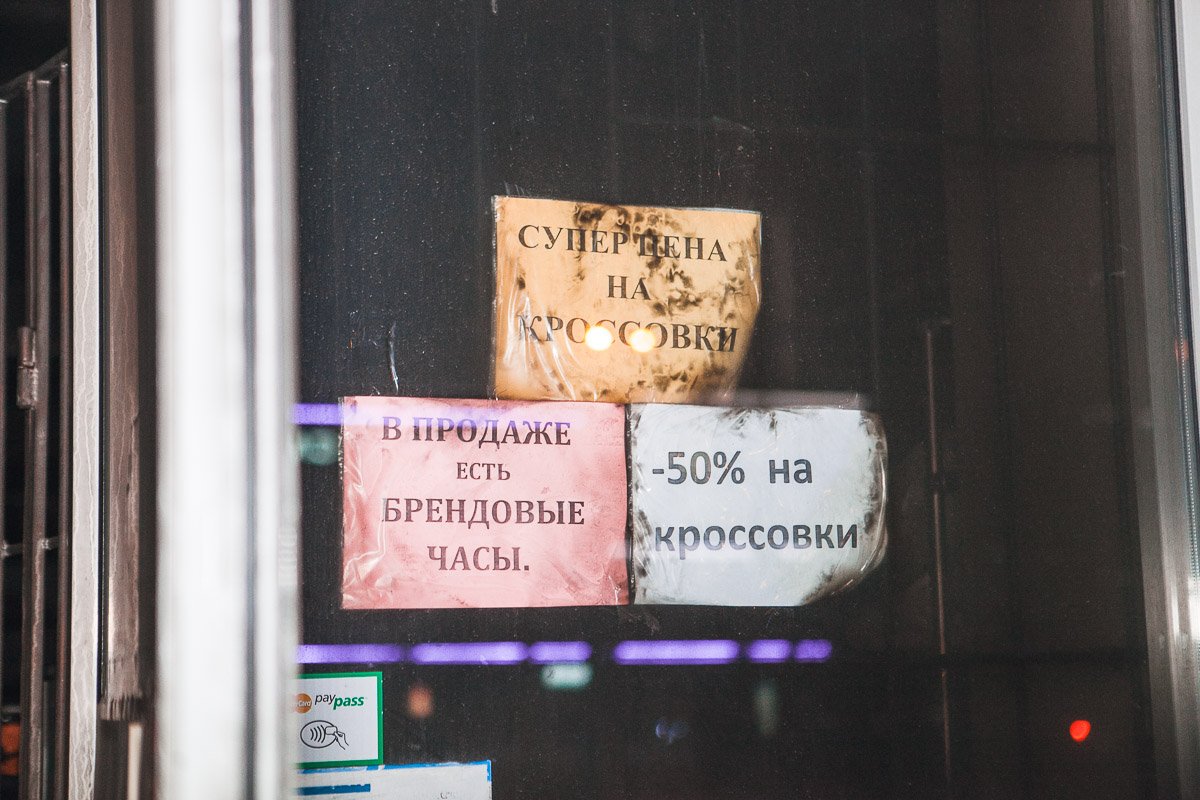 СУПЕР ЦЕНА
НА
КРОССОВКИ
В ПРОДАЖЕ
ЕСТЬ
БРЕНДОВЫЕ
ЧАСЫ.
-50% на
кроссовки
paypass